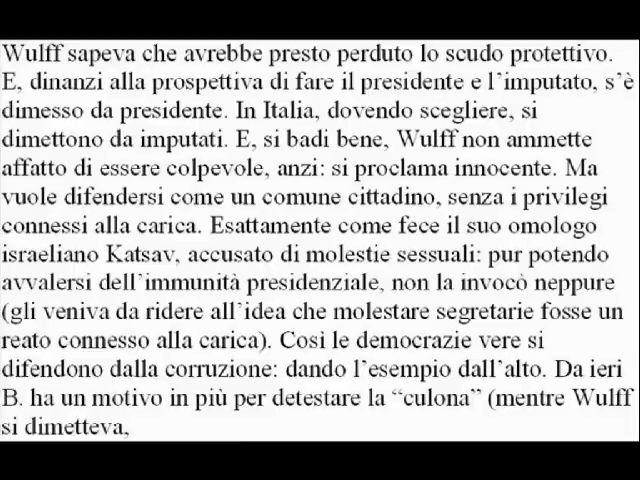 Wulff sapeva che avrebbe presto perduto lo scudo protettivo.
E, dinanzi alla prospettiva di fare il presidente e l’imputato, s’è
dimesso da presidente. In Italia, dovendo scegliere, si
dimettono da imputati. E, si badi bene, Wulff non ammette
affatto di essere colpevole, anzi: si proclama innocente. Ma
vuole difendersi come un comune cittadino, senza i privilegi
connessi alla carica. Esattamente come fece il suo omologo
israeliano Katsav, accusato di molestie sessuali: pur potendo
avvalersi dell’immunità presidenziale, non la invocò neppure
(gli veniva da ridere all’idea che molestare segretarie fosse un
reato connesso alla carica). Così le democrazie vere si
difendono dalla corruzione: dando l’esempio dall’alto. Da ieri
B. ha un motivo in più per detestare la “culona” (mentre Wulff
si dimetteva,